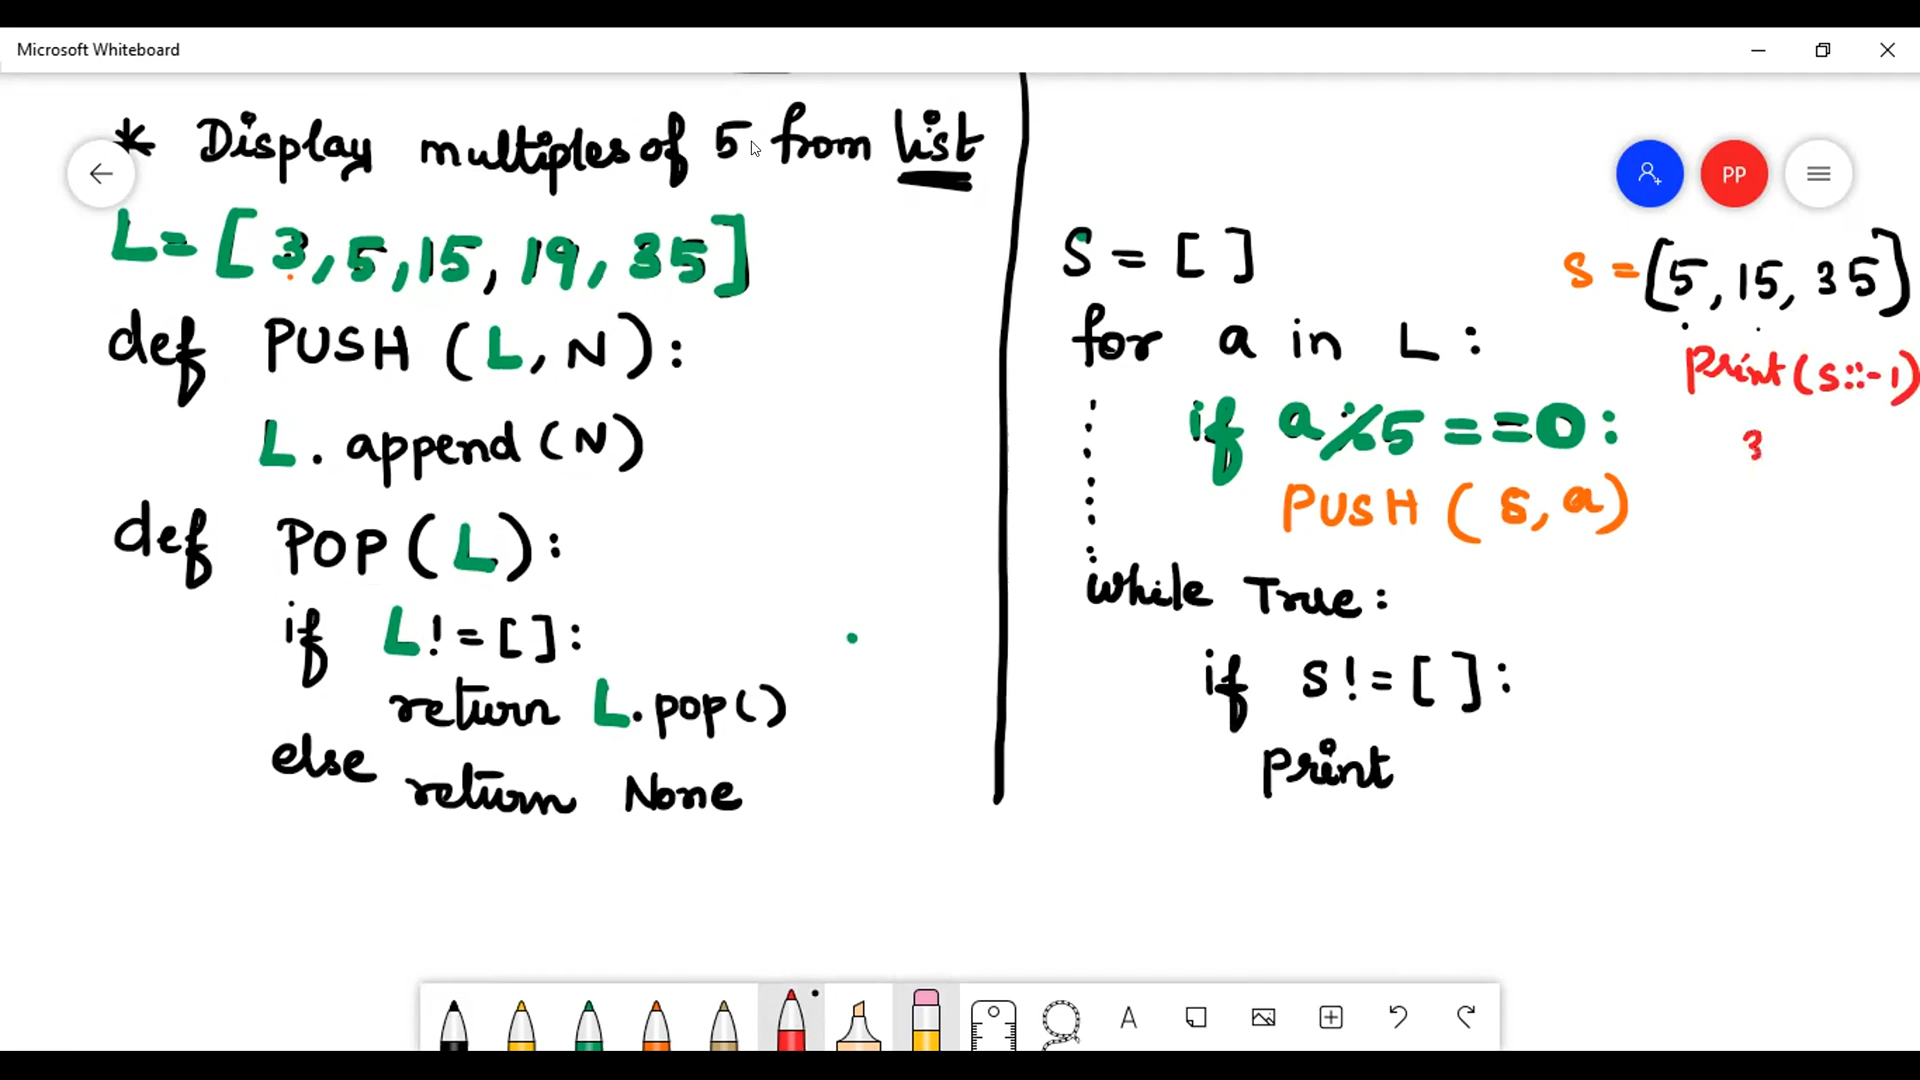 Microsoft Whiteboard
* Display multiples of 5 from list
L= [3,5,15, 19, 35]
def PUSH (L, N):
L. append(N)
def POP(L):
if L!=[]:
return L.pop()
else
return None
S = []
for a in L :
if a%5==0:
PUSH (S, a)
while True:
if S!=[]:
print
PP
S =[5, 15, 35]
print(S::-1)
3
A